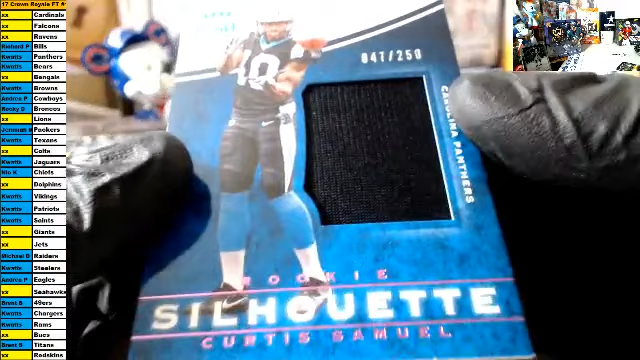 17 Crown Royale FT #
xx Cardinals
xx Falcons
xx Ravens
Richard P Bills
Kwatts Panthers
Kwatts Bears
xx Bengals
Kwatts Browns
Andrew P Cowboys
Rocky D Broncos
xx Lions
Packers
Kwatts Texans
xx Colts
Kwatts Jaguars
Nic K Chiefs
xx Dolphins
Kwatts Vikings
Kwatts Patriots
Kwatts Saints
xx Giants
xx Jets
Michael D Raiders
Kwatts Steelers
Andrew P Eagles
xx Seahawks
Brent B 49ers
Kwatts Chargers
Kwatts Rams
xx Bucs
Brent B Titans
xx Redskins
047/250
CAROLINA PANTHERS
ROOKIE
SILHOUETTE
CURTIS SAMUEL